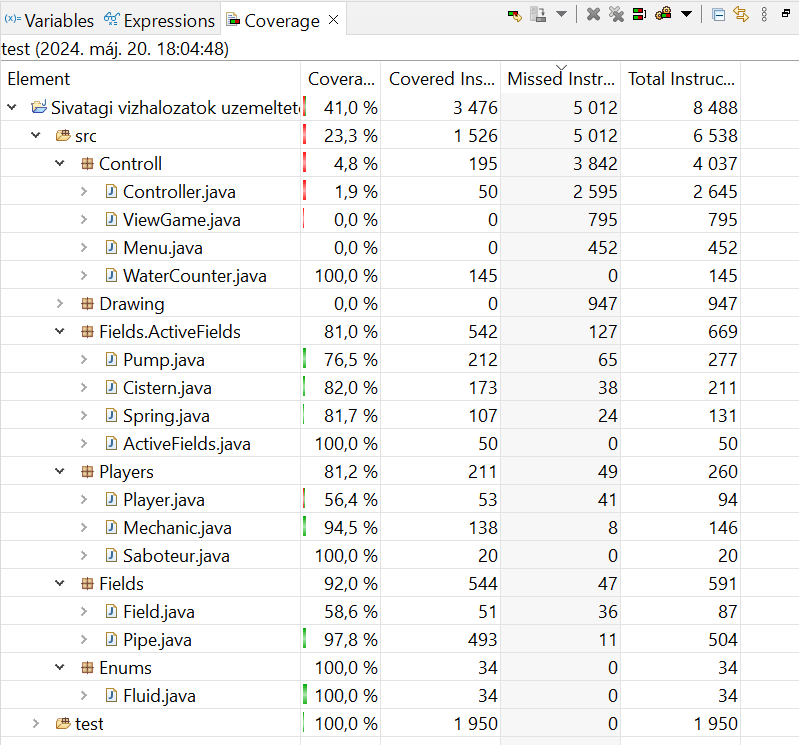 Variables Expressions Coverage
test (2024. máj. 20. 18:04:48)
Element Covera... Covered Ins... Missed Instr... Total Instruc...
Sivatagi vizhalozatok uzemeltet 41,0 % 3 476 5 012 8 488
src 23,3 % 1 526 5 012 6 538
Controll 4,8 % 195 3 842 4 037
Controller.java 1,9 % 50 2 595 2 645
ViewGame.java 0,0 % 0 795 795
Menu.java 0,0 % 0 452 452
WaterCounter.java 100,0 % 145 0 145
Drawing 0,0 % 0 947 947
Fields.ActiveFields 81,0 % 542 127 669
Pump.java 76,5 % 212 65 277
Cistern.java 82,0 % 173 38 211
Spring.java 81,7 % 107 24 131
ActiveFields.java 100,0 % 50 0 50
Players 81,2 % 211 49 260
Player.java 56,4 % 53 41 94
Mechanic.java 94,5 % 138 8 146
Saboteur.java 100,0 % 20 0 20
Fields 92,0 % 544 47 591
Field.java 58,6 % 51 36 87
Pipe.java 97,8 % 493 11 504
Enums 100,0 % 34 0 34
Fluid.java 100,0 % 34 0 34
test 100,0 % 1 950 0 1 950